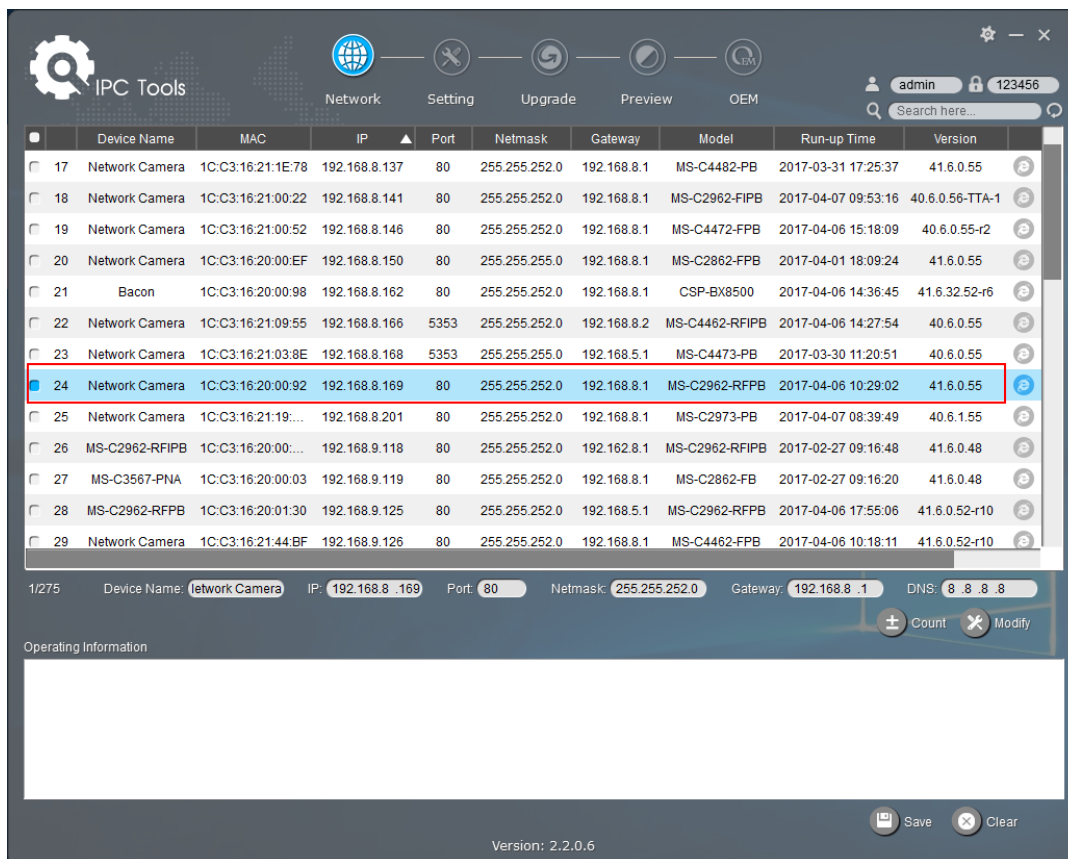 IPC Tools
Network Setting Upgrade Preview OEM
OEM
admin 123456
Search here...
Device Name MAC IP Port Netmask Gateway Model Run-up Time Version
17 Network Camera 1C:C3:16:21:1E:78 192.168.8.137 80 255.255.252.0 192.168.8.1 MS-C4482-PB 2017-03-31 17:25:37 41.6.0.55
18 Network Camera 1C:C3:16:21:00:22 192.168.8.141 80 255.255.252.0 192.168.8.1 MS-C2962-FIPB 2017-04-07 09:53:16 40.6.0.56-TTA-1
19 Network Camera 1C:C3:16:21:00:52 192.168.8.146 80 255.255.252.0 192.168.8.1 MS-C4472-FPB 2017-04-06 15:18:09 40.6.0.55-r2
20 Network Camera 1C:C3:16:20:00:EF 192.168.8.150 80 255.255.255.0 192.168.8.1 MS-C2862-FPB 2017-04-01 18:09:24 41.6.0.55
21 Bacon 1C:C3:16:20:00:98 192.168.8.162 80 255.255.252.0 192.168.8.1 CSP-BX8500 2017-04-06 14:36:45 41.6.32.52-r6
22 Network Camera 1C:C3:16:21:09:55 192.168.8.166 5353 255.255.252.0 192.168.8.2 MS-C4462-RFIPB 2017-04-06 14:27:54 40.6.0.55
23 Network Camera 1C:C3:16:21:03:8E 192.168.8.168 5353 255.255.252.0 192.168.5.1 MS-C4473-PB 2017-03-30 11:20:51 40.6.0.55
24 Network Camera 1C:C3:16:20:00:92 192.168.8.169 80 255.255.252.0 192.168.8.1 MS-C2962-RFPB 2017-04-06 10:29:02 41.6.0.55
25 Network Camera 1C:C3:16:21:19:... 192.168.8.201 80 255.255.252.0 192.168.8.1 MS-C2973-PB 2017-04-07 08:39:49 40.6.1.55
26 MS-C2962-RFIPB 1C:C3:16:20:00:... 192.168.9.118 80 255.255.252.0 192.162.8.1 MS-C2962-RFIPB 2017-02-27 09:16:48 41.6.0.48
27 MS-C3567-PNA 1C:C3:16:20:00:03 192.168.9.119 80 255.255.252.0 192.168.8.1 MS-C2862-FB 2017-02-27 09:16:20 41.6.0.48
28 MS-C2962-RFPB 1C:C3:16:20:01:30 192.168.9.125 80 255.255.252.0 192.168.5.1 MS-C2962-RFPB 2017-04-06 17:55:06 41.6.0.52-r10
29 Network Camera 1C:C3:16:21:44:BF 192.168.9.126 80 255.255.252.0 192.168.8.1 MS-C4462-FPB 2017-04-06 10:18:11 41.6.0.52-r10
1/275 Device Name: letwork Camera IP: 192.168.8 .169 Port: 80 Netmask: 255.255.252.0 Gateway: 192.168.8 .1 DNS: 8 .8 .8 .8
Count Modify
Operating Information
Save Clear
Version: 2.2.0.6